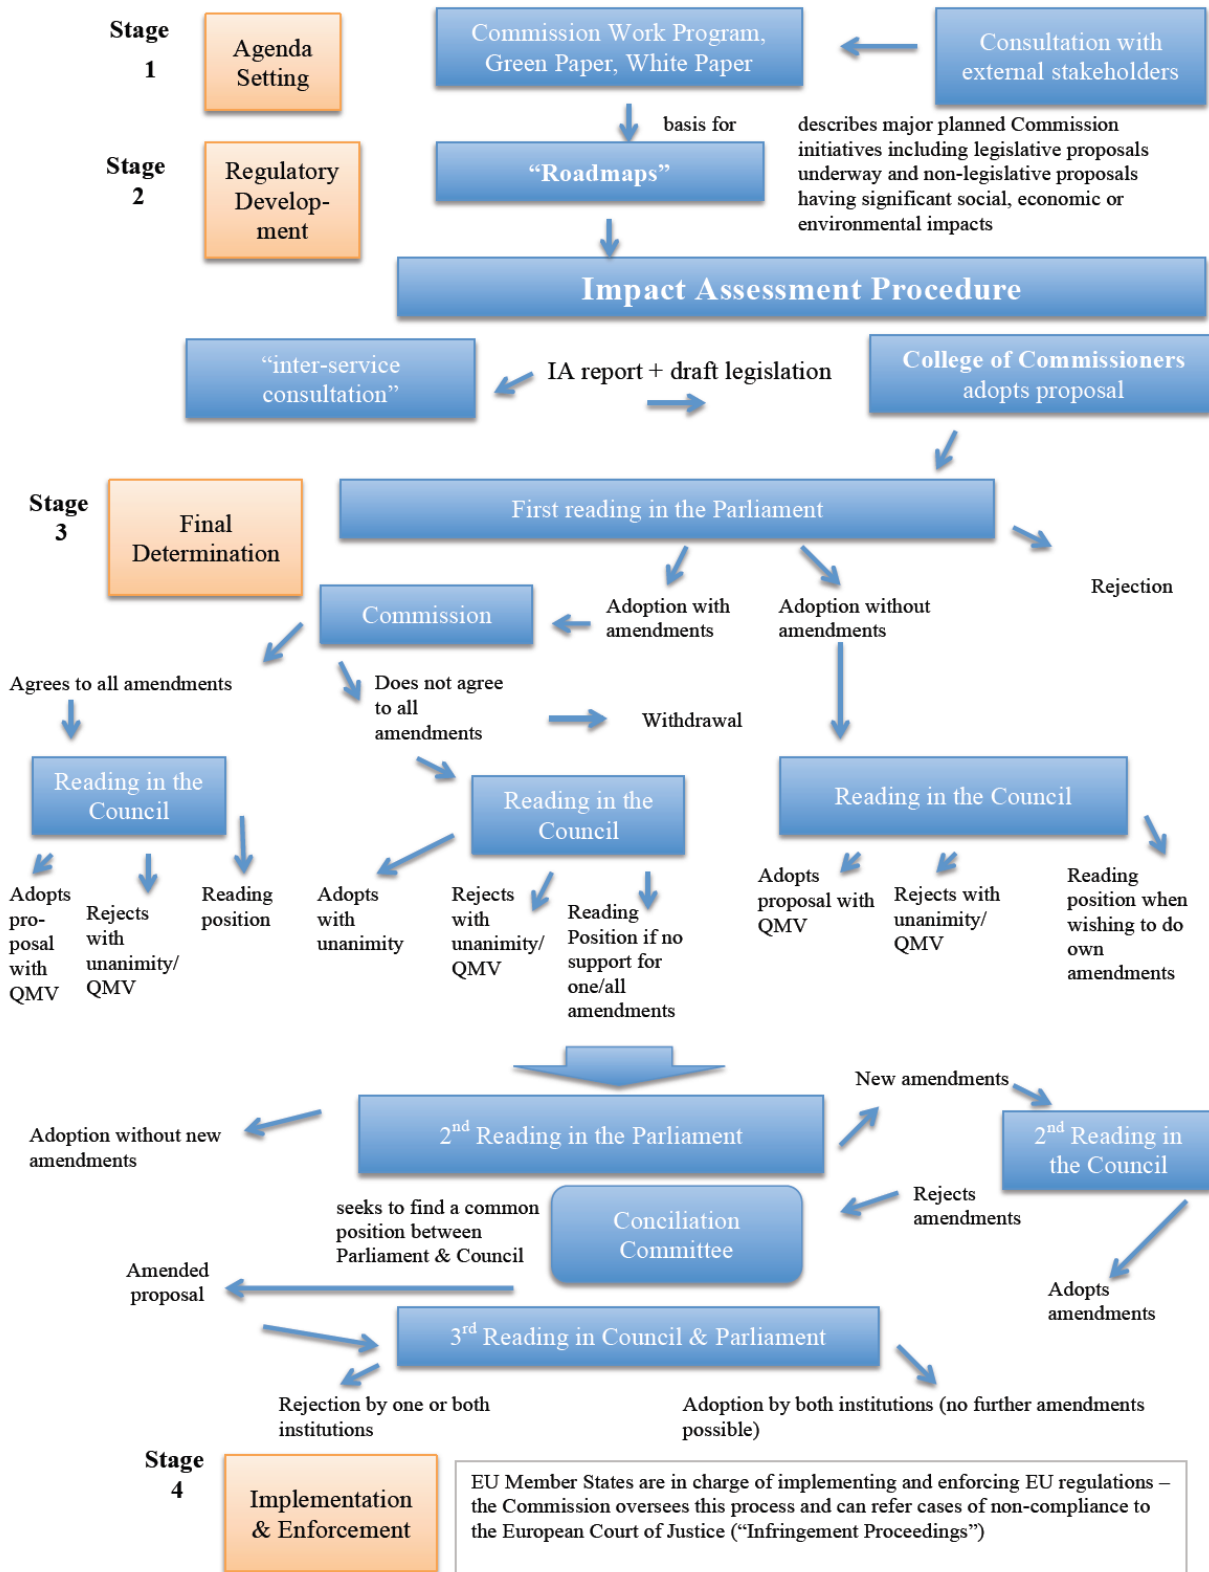 Stage
1
Agenda
Setting
Commission Work Program,
Green Paper, White Paper
Consultation with
external stakeholders
basis for
describes major planned Commission
initiatives including legislative proposals
underway and non-legislative proposals
having significant social, economic or
environmental impacts
Stage
2
Regulatory
Develop-
ment
“Roadmaps”
Impact Assessment Procedure
“inter-service
consultation”
IA report + draft legislation
College of Commissioners
adopts proposal
Stage
3
Final
Determination
First reading in the Parliament
Rejection
Commission
Adoption with
amendments
Adoption without
amendments
Agrees to all amendments
Does not agree
to all
amendments
Withdrawal
Reading in the
Council
Reading in the
Council
Reading in the Council
Adopts
pro-
posal
with
QMV
Rejects
with
unanimity/
QMV
Reading
position
Adopts
with
unanimity
Rejects
with
unanimity/
QMV
Reading
Position if no
support for
one/all
amendments
Adopts
proposal with
QMV
Rejects with
unanimity/
QMV
Reading
position when
wishing to do
own
amendments
New amendments
Adoption without new
amendments
2nd Reading in the Parliament
2nd Reading in
the Council
seeks to find a common
position between
Parliament & Council
Conciliation
Committee
Rejects
amendments
Amended
proposal
Adopts
amendments
3rd Reading in Council & Parliament
Rejection by one or both
institutions
Adoption by both institutions (no further amendments
possible)
Stage
4
Implementation
& Enforcement
EU Member States are in charge of implementing and enforcing EU regulations –
the Commission oversees this process and can refer cases of non-compliance to
the European Court of Justice (“Infringement Proceedings”)